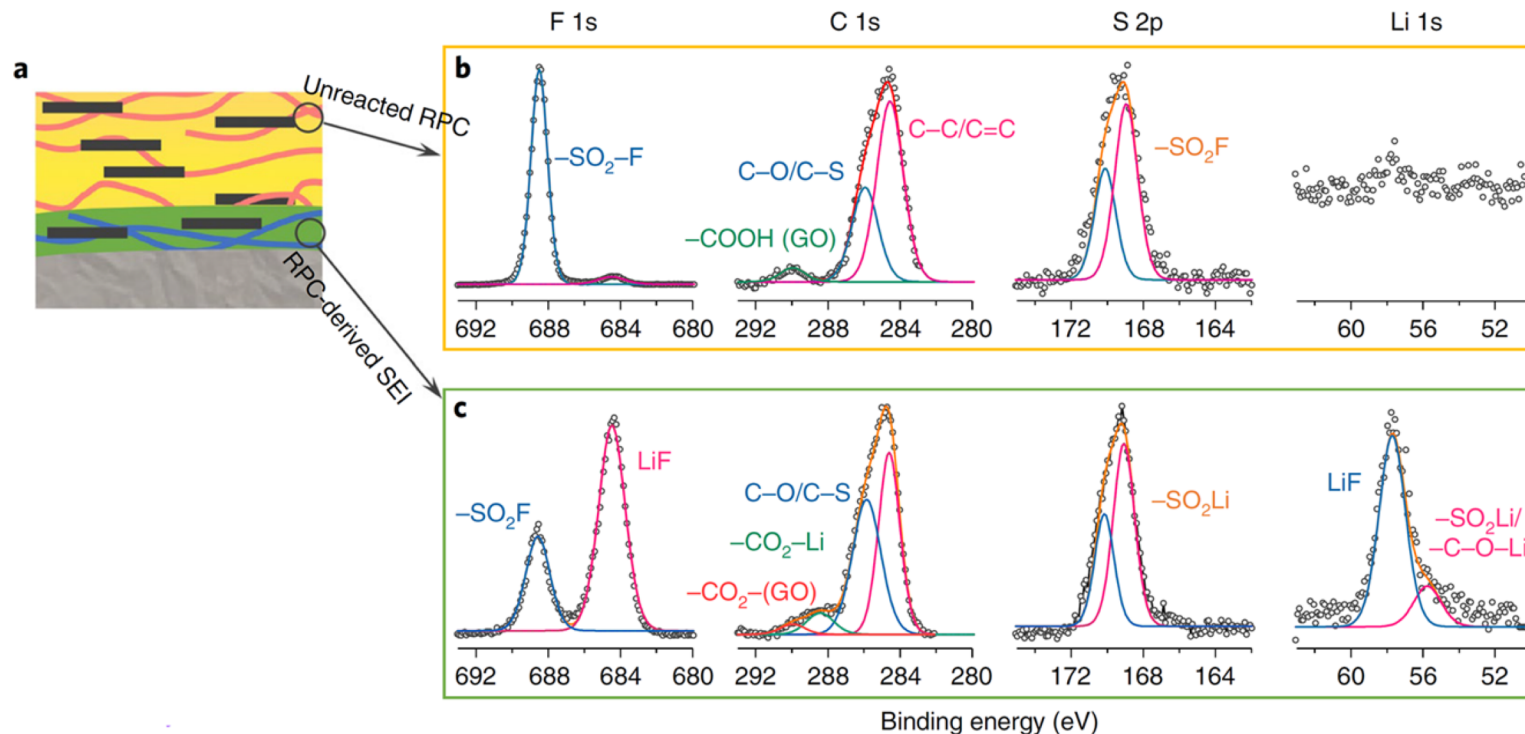 F 1s
C 1s
S 2p
Li 1s
a
Unreacted RPC
RPC-derived SEI
b
–SO₂–F
C–O/C–S
C–C/C=C
–COOH (GO)
–SO₂F
692 688 684 680
292 288 284 280
172 168 164
60 56 52
c
–SO₂F
LiF
C–O/C–S
–CO₂–Li
–CO₂–(GO)
–SO₂Li
LiF
–SO₂Li/
–C–O–Li
692 688 684 680
292 288 284 280
172 168 164
60 56 52
Binding energy (eV)